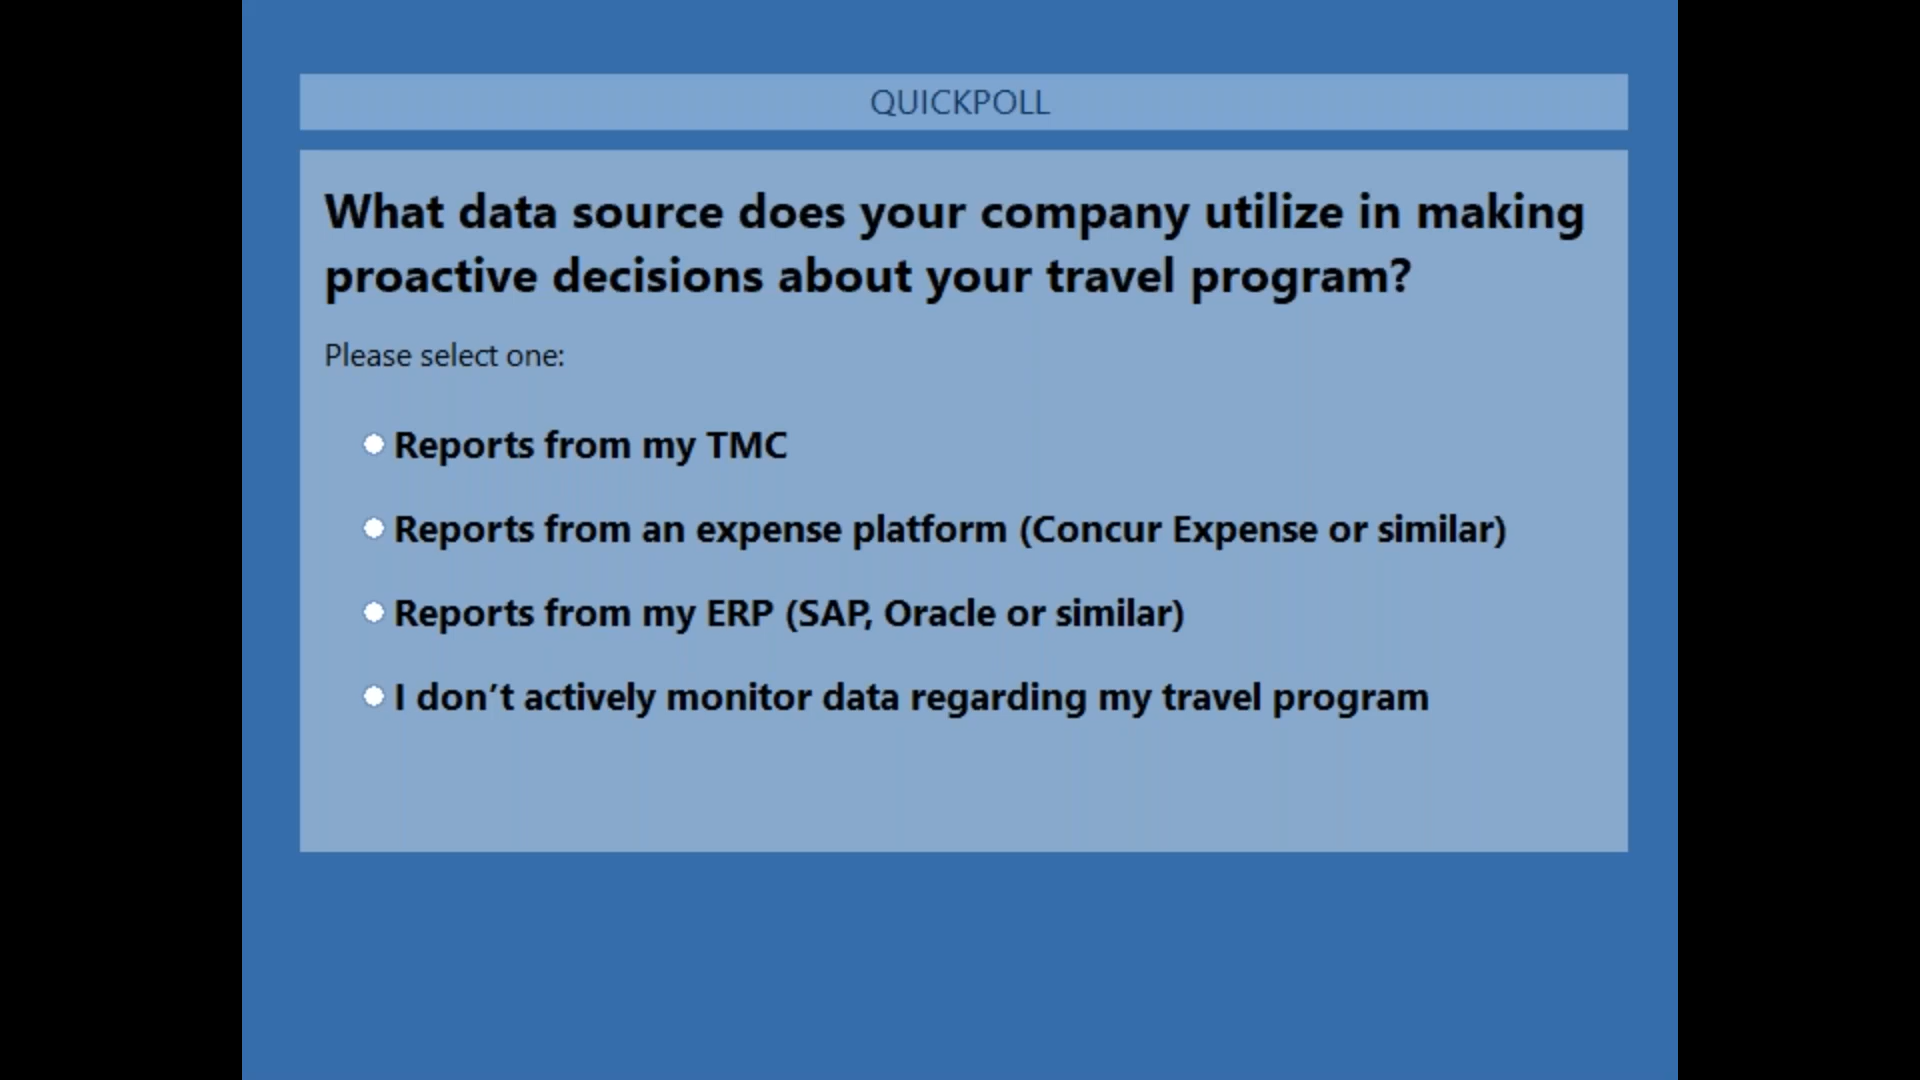 QUICKPOLL
What data source does your company utilize in making
proactive decisions about your travel program?
Please select one:
Reports from my TMC
Reports from an expense platform (Concur Expense or similar)
Reports from my ERP (SAP, Oracle or similar)
I don’t actively monitor data regarding my travel program